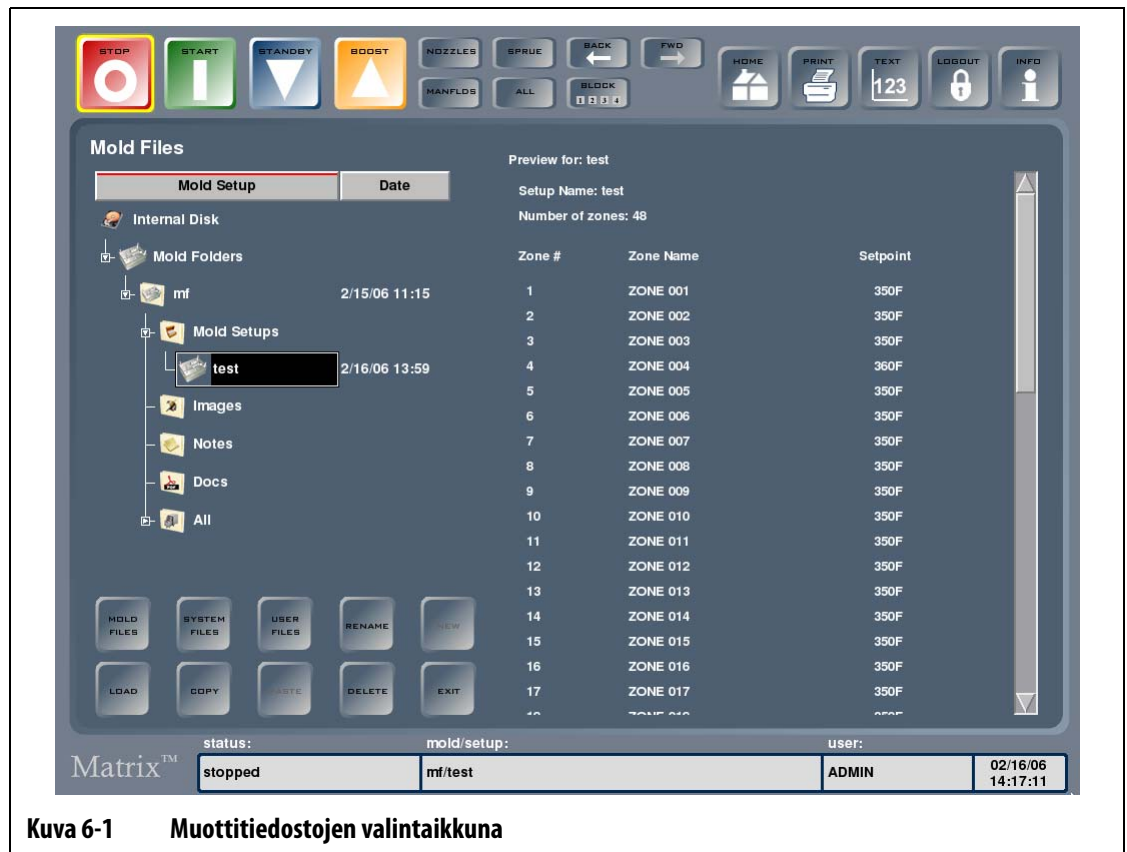 STOP START STANDBY BOOST NOZZLES SPRUE BACK FWD
MANFLDS ALL BLOCK
1 2 3 4
HOME PRINT TEXT LOGOUT INFO
123
Mold Files
Mold Setup Date
Internal Disk
Mold Folders
mf 2/15/06 11:15
Mold Setups
test 2/16/06 13:59
Images
Notes
Docs
All
MOLD FILES SYSTEM FILES USER FILES RENAME NEW
LOAD COPY PASTE DELETE EXIT
Preview for: test
Setup Name: test
Number of zones: 48
Zone # Zone Name Setpoint
1 ZONE 001 350F
2 ZONE 002 350F
3 ZONE 003 350F
4 ZONE 004 360F
5 ZONE 005 350F
6 ZONE 006 350F
7 ZONE 007 350F
8 ZONE 008 350F
9 ZONE 009 350F
10 ZONE 010 350F
11 ZONE 011 350F
12 ZONE 012 350F
13 ZONE 013 350F
14 ZONE 014 350F
15 ZONE 015 350F
16 ZONE 016 350F
17 ZONE 017 350F
status: mold/setup: user:
Matrix™ stopped mf/test ADMIN 02/16/06
14:17:11
Kuva 6-1 Muottitiedostojen valintaikkuna